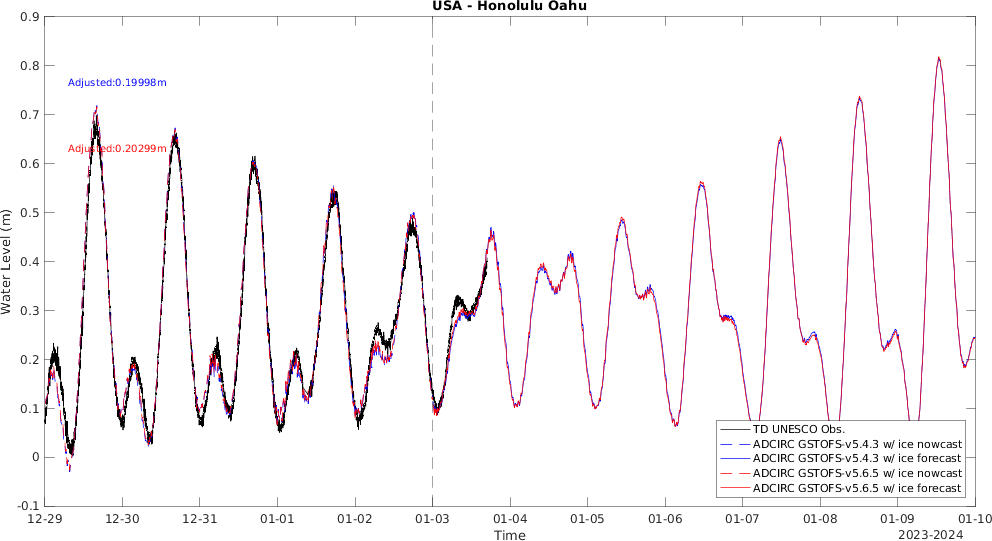 USA - Honolulu Oahu
0.9
0.8
0.7
0.6
0.5
0.4
0.3
0.2
0.1
0
-0.1
Water Level (m)
Adjusted:0.19998m
Adjusted:0.20299m
TD UNESCO Obs.
ADCIRC GSTOFS-v5.4.3 w/ ice nowcast
ADCIRC GSTOFS-v5.4.3 w/ ice forecast
ADCIRC GSTOFS-v5.6.5 w/ ice nowcast
ADCIRC GSTOFS-v5.6.5 w/ ice forecast
12-29 12-30 12-31 01-01 01-02 01-03 01-04 01-05 01-06 01-07 01-08 01-09 01-10
Time
2023-2024